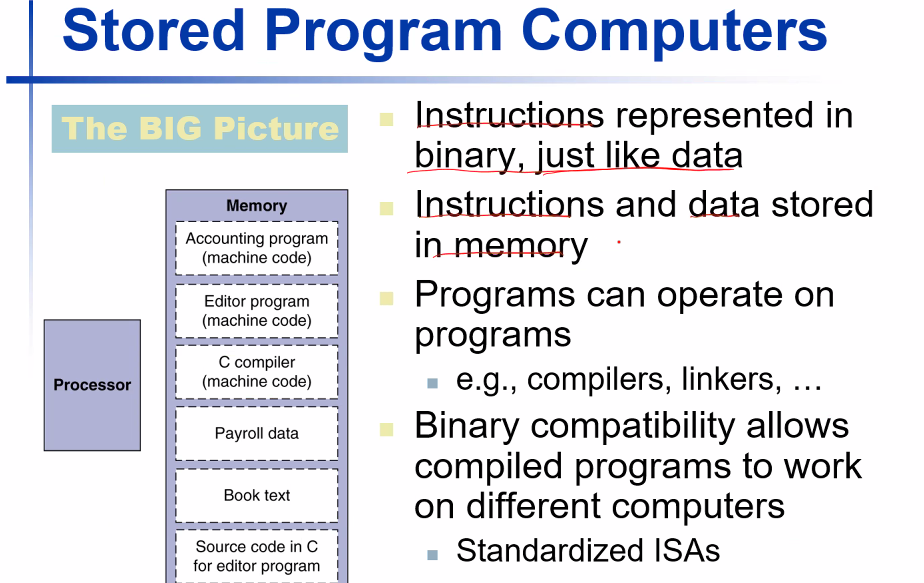 Stored Program Computers
The BIG Picture
Memory
Accounting program
(machine code)
Editor program
(machine code)
C compiler
(machine code)
Payroll data
Book text
Source code in C
for editor program
Processor
Instructions represented in
binary, just like data
Instructions and data stored
in memory
Programs can operate on
programs
e.g., compilers, linkers, …
Binary compatibility allows
compiled programs to work
on different computers
Standardized ISAs